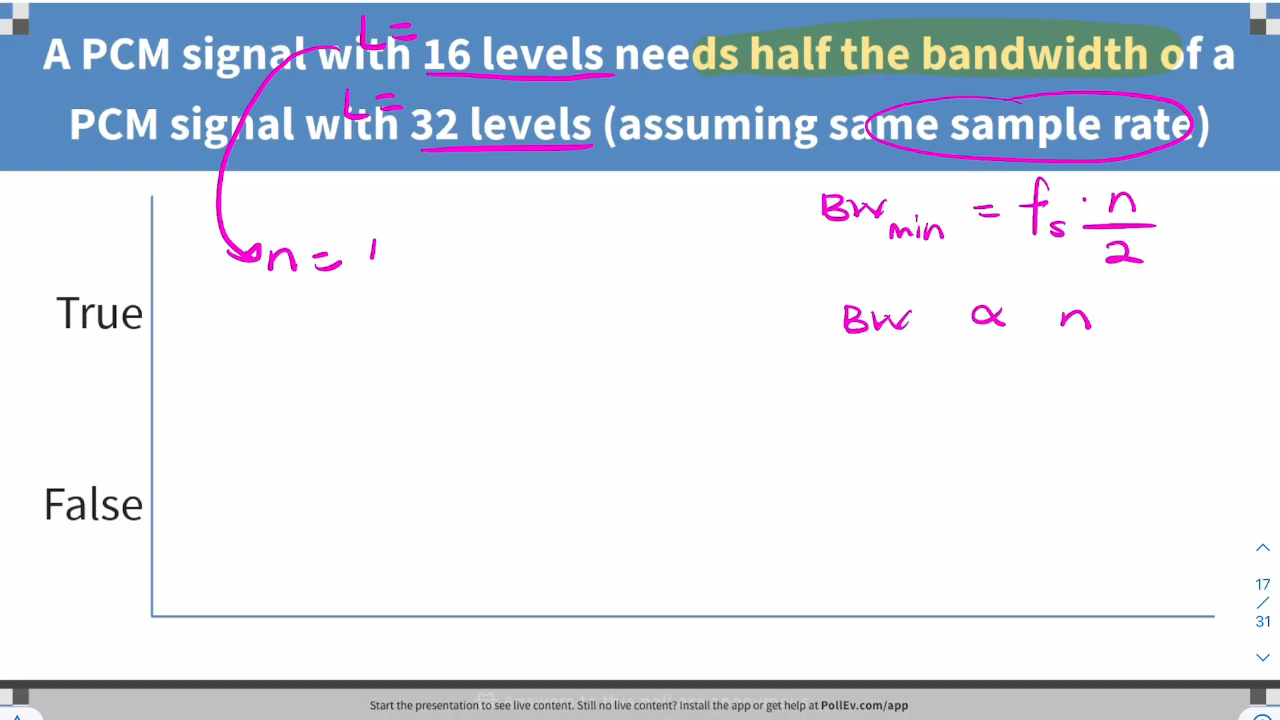 L=
A PCM signal with 16 levels needs half the bandwidth of a
L=
PCM signal with 32 levels (assuming same sample rate)
BW min = fs · n/2
n = 1
True
BW ∝ n
False
17
/
31
Start the presentation to see live content. Still no live content? Install the app or get help at PollEv.com/app